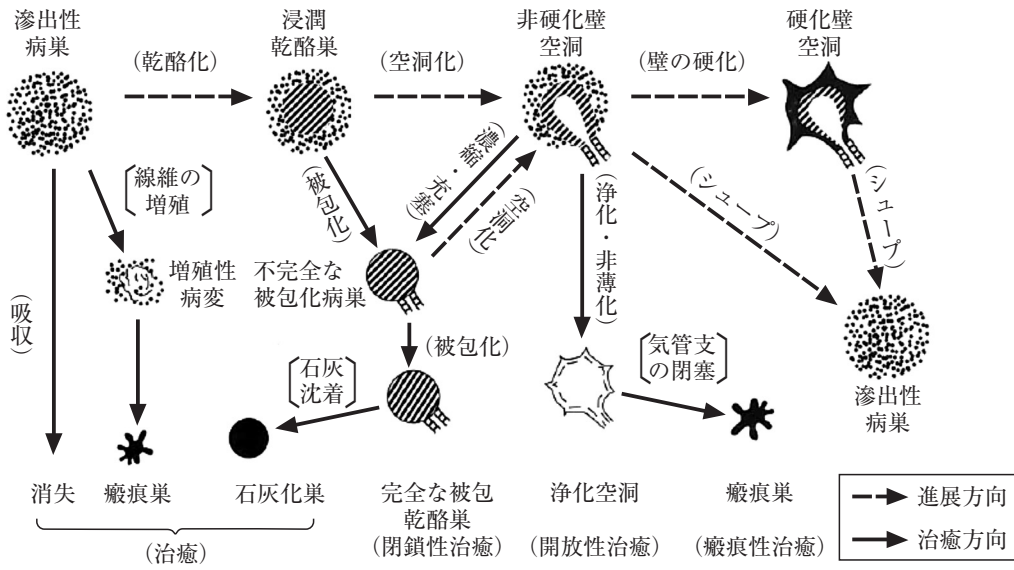 滲出性
病巣
浸潤
乾酪巣
非硬化壁
空洞
硬化壁
空洞
(乾酪化)
(空洞化)
(壁の硬化)
〔線維の
増殖〕
(被包化)
(濃縮・充塞)
(空洞化)
(浄化・非薄化)
(シューブ)
(シューブ)
(吸収)
増殖性
病変
不完全な
被包化病巣
(被包化)
〔石灰
沈着〕
〔気管支
の閉塞〕
滲出性
病巣
消失
瘢痕巣
石灰化巣
完全な被包
乾酪巣
(閉鎖性治癒)
浄化空洞
(開放性治癒)
瘢痕巣
(瘢痕性治癒)
(治癒)
進展方向
治癒方向